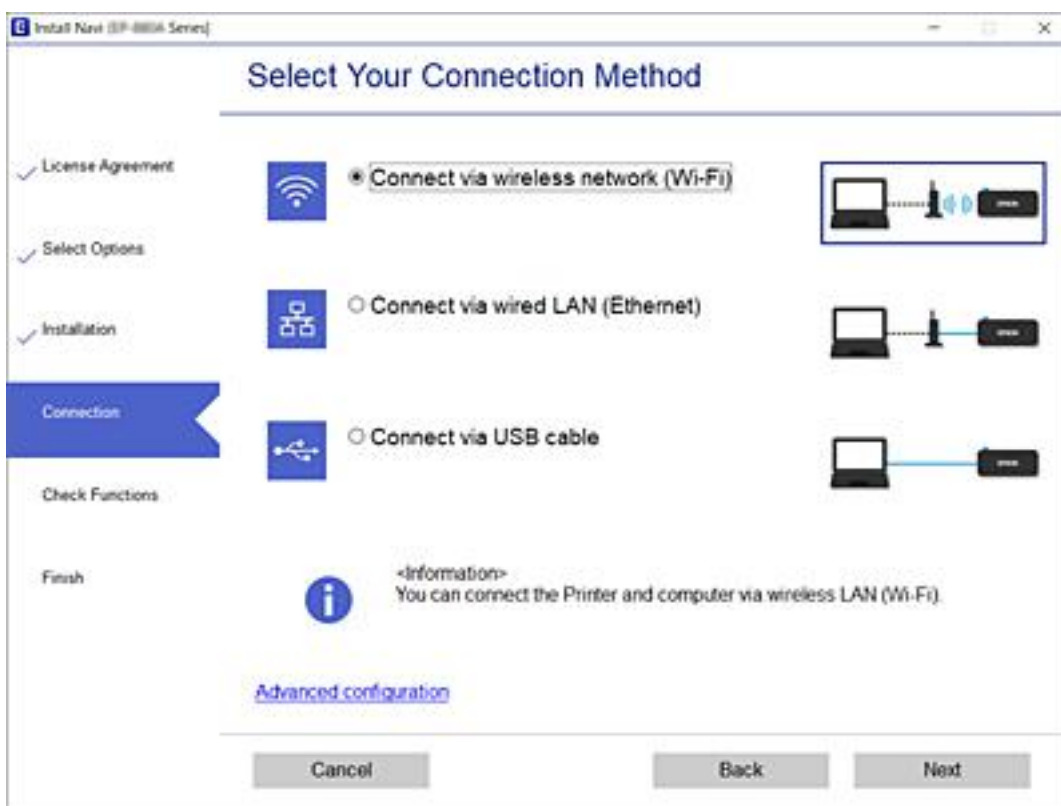 Install Navi Series]
Select Your Connection Method
License Agreement
Select Options
Installation
Connection
Check Functions
Finish
Connect via wireless network (Wi-Fi)
Connect via wired LAN (Ethernet)
Connect via USB cable
<Information>
You can connect the Printer and computer via wireless LAN (Wi-Fi).
Advanced configuration
Cancel
Back
Next